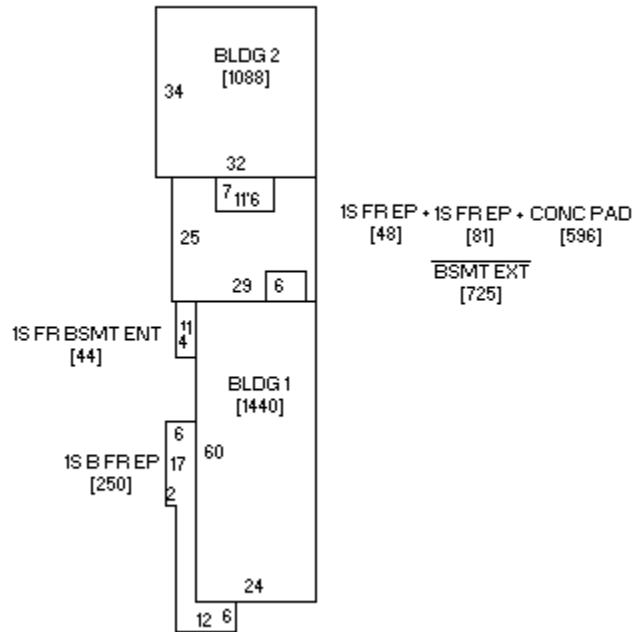 BLDG 2
[1088]
34
32
7 11'6
1S FR EP + 1S FR EP + CONC PAD
[48] [81] [596]
25
BSMT EXT
[725]
29 6
1S FR BSMT ENT
[44]
11
4
BLDG 1
[1440]
6
60
1S B FR EP
[250]
17
2
24
12 6